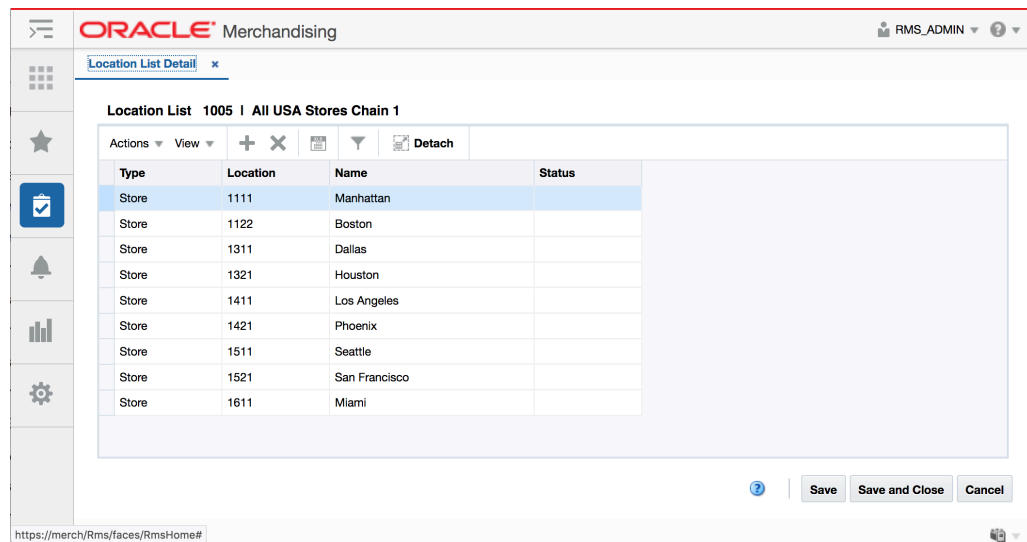 ORACLE® Merchandising
RMS_ADMIN
Location List Detail
Location List 1005 | All USA Stores Chain 1
Actions View Detach
Type Location Name Status
Store 1111 Manhattan
Store 1122 Boston
Store 1311 Dallas
Store 1321 Houston
Store 1411 Los Angeles
Store 1421 Phoenix
Store 1511 Seattle
Store 1521 San Francisco
Store 1611 Miami
? Save Save and Close Cancel
https://merch/Rms/faces/RmsHome#